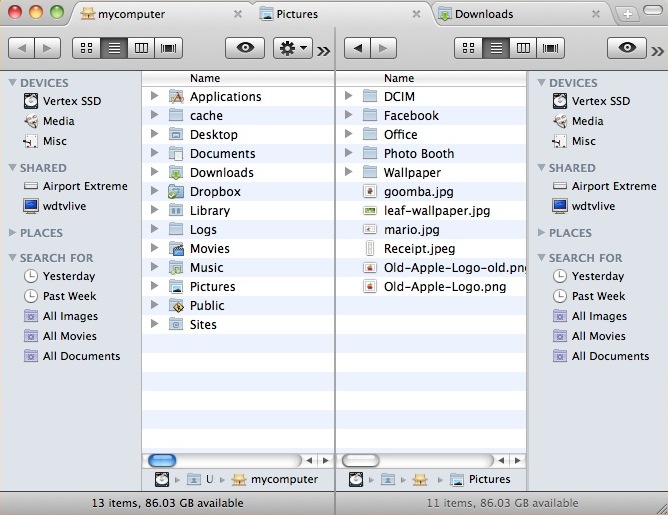 mycomputer
Pictures
Downloads
DEVICES
Vertex SSD
Media
Misc
SHARED
Airport Extreme
wdtvlive
PLACES
SEARCH FOR
Yesterday
Past Week
All Images
All Movies
All Documents
Name
Applications
cache
Desktop
Documents
Downloads
Dropbox
Library
Logs
Movies
Music
Pictures
Public
Sites
U
mycomputer
13 items, 86.03 GB available
Name
DCIM
Facebook
Office
Photo Booth
Wallpaper
goomba.jpg
leaf-wallpaper.jpg
mario.jpg
Receipt.jpeg
Old-Apple-Logo-old.png
Old-Apple-Logo.png
Pictures
11 items, 86.03 GB available
DEVICES
Vertex SSD
Media
Misc
SHARED
Airport Extreme
wdtvlive
PLACES
SEARCH FOR
Yesterday
Past Week
All Images
All Movies
All Documents